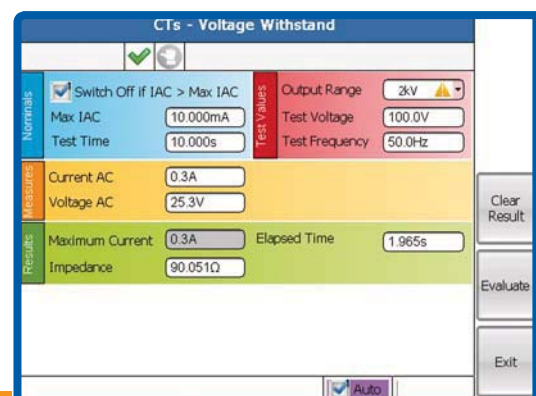 CTs - Voltage Withstand
Nominals
Switch Off if IAC > Max IAC
Max IAC 10.000mA
Test Time 10.000s
Test Values
Output Range 2kV
Test Voltage 100.0V
Test Frequency 50.0Hz
Measures
Current AC 0.3A
Voltage AC 25.3V
Results
Maximum Current 0.3A Elapsed Time 1.965s
Impedance 90.051Ω
Clear
Result
Evaluate
Exit
Auto